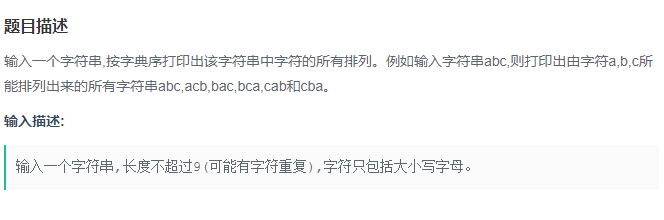 题目描述
输入一个字符串,按字典序打印出该字符串中字符的所有排列。例如输入字符串abc,则打印出由字符a,b,c所
能排列出来的所有字符串abc,acb,bac,bca,cab和cba。
输入描述:
输入一个字符串,长度不超过9(可能有字符重复),字符只包括大小写字母。